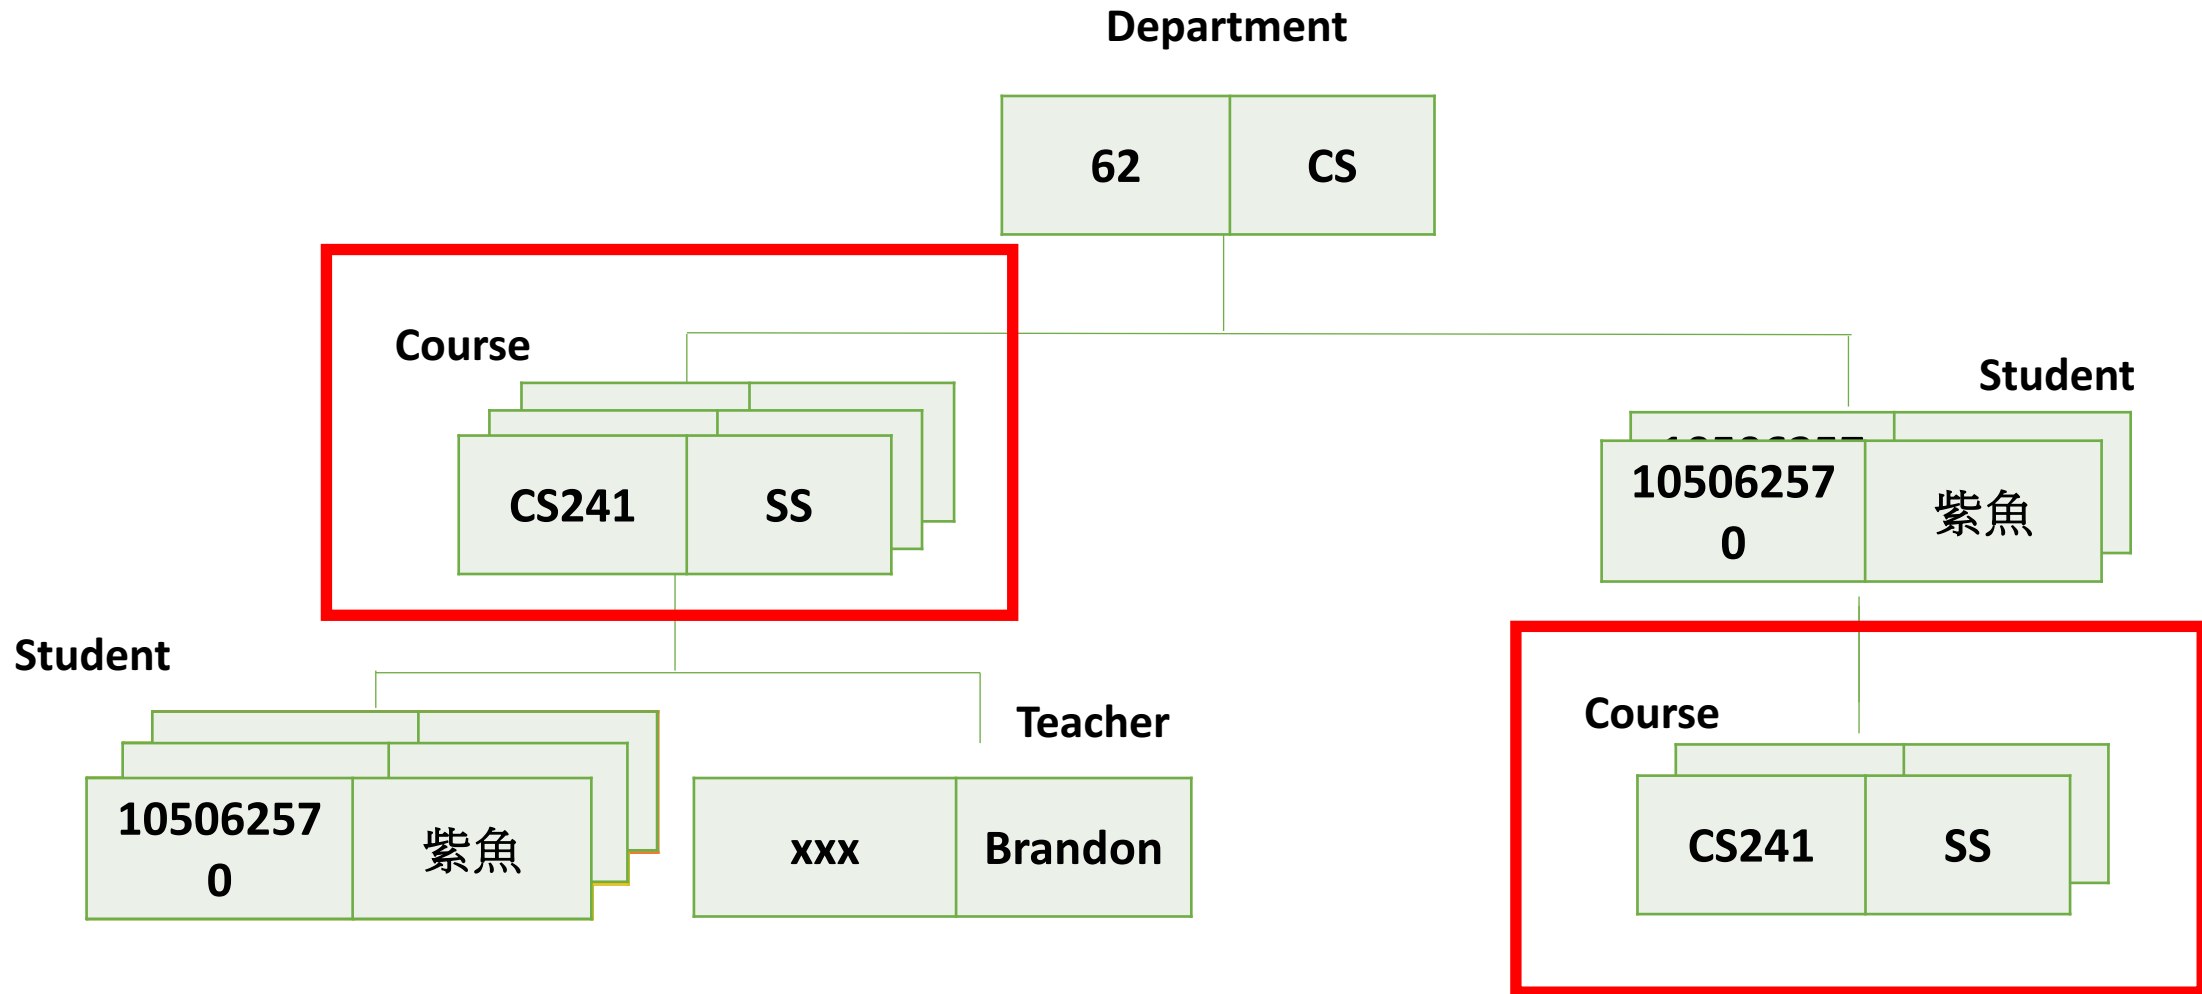 Department
62 CS
Course
Student
CS241 SS
10506257
0
紫魚
Student
Teacher
Course
10506257
0
紫魚
xxx Brandon
CS241 SS